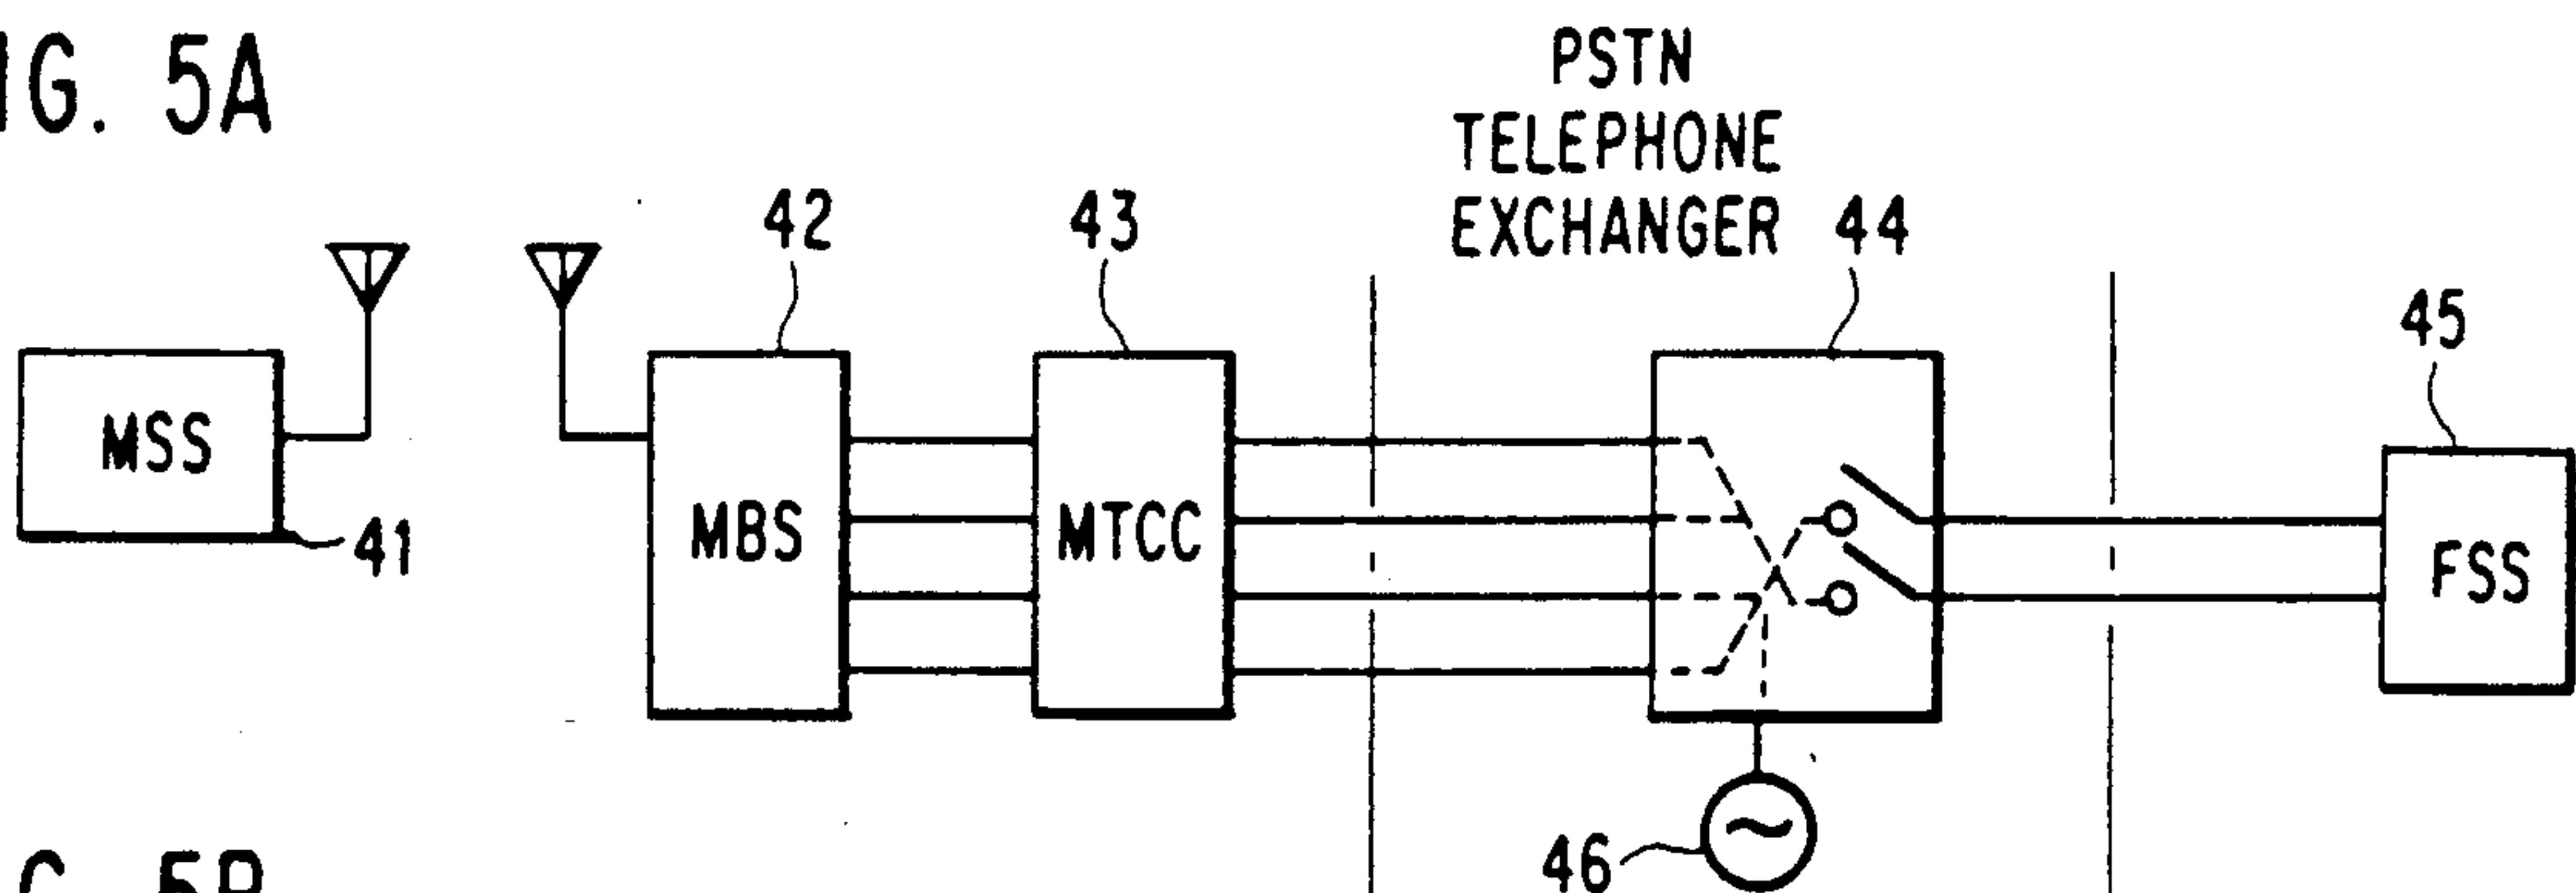 IG. 5A
PSTN
TELEPHONE
EXCHANGER 44
42
43
45
MSS
41
MBS
MTCC
FSS
46